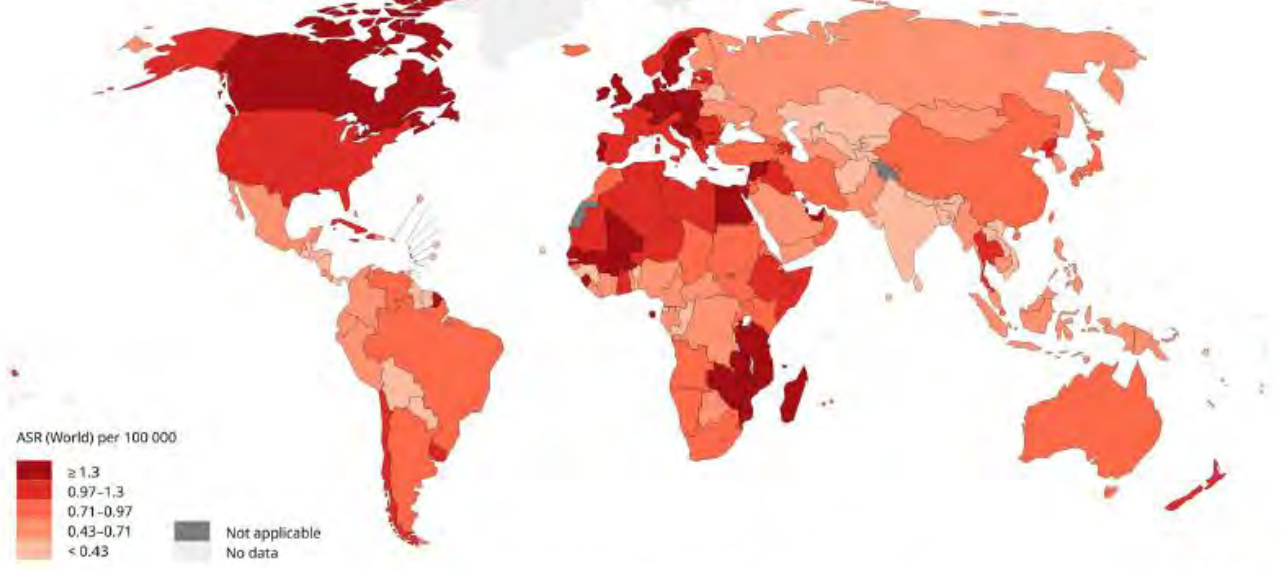 ASR (World) per 100 000
≥ 1.3
0.97–1.3
0.71–0.97
0.43–0.71
< 0.43
Not applicable
No data